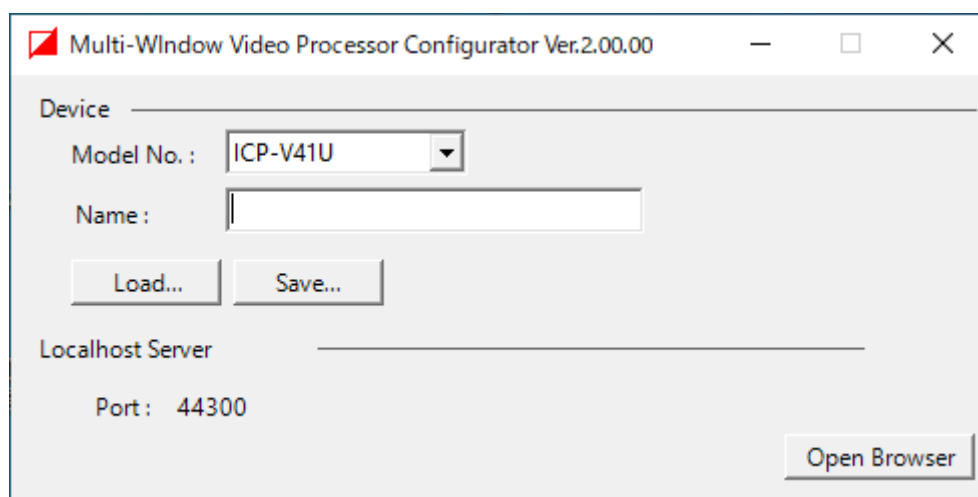 Multi-WIndow Video Processor Configurator Ver.2.00.00
Device
Model No. : ICP-V41U
Name :
Load... Save...
Localhost Server
Port : 44300
Open Browser